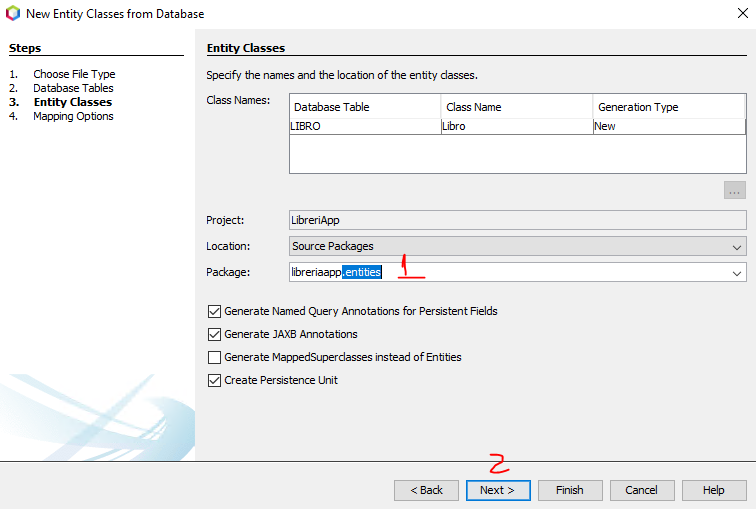 New Entity Classes from Database
Steps
1. Choose File Type
2. Database Tables
3. Entity Classes
4. Mapping Options
Entity Classes
Specify the names and the location of the entity classes.
Class Names:
Database Table Class Name Generation Type
LIBRO Libro New
...
Project: LibreriApp
Location: Source Packages
Package: libreriaapp.entities 1
Generate Named Query Annotations for Persistent Fields
Generate JAXB Annotations
Generate MappedSuperclasses instead of Entities
Create Persistence Unit
2
< Back Next > Finish Cancel Help